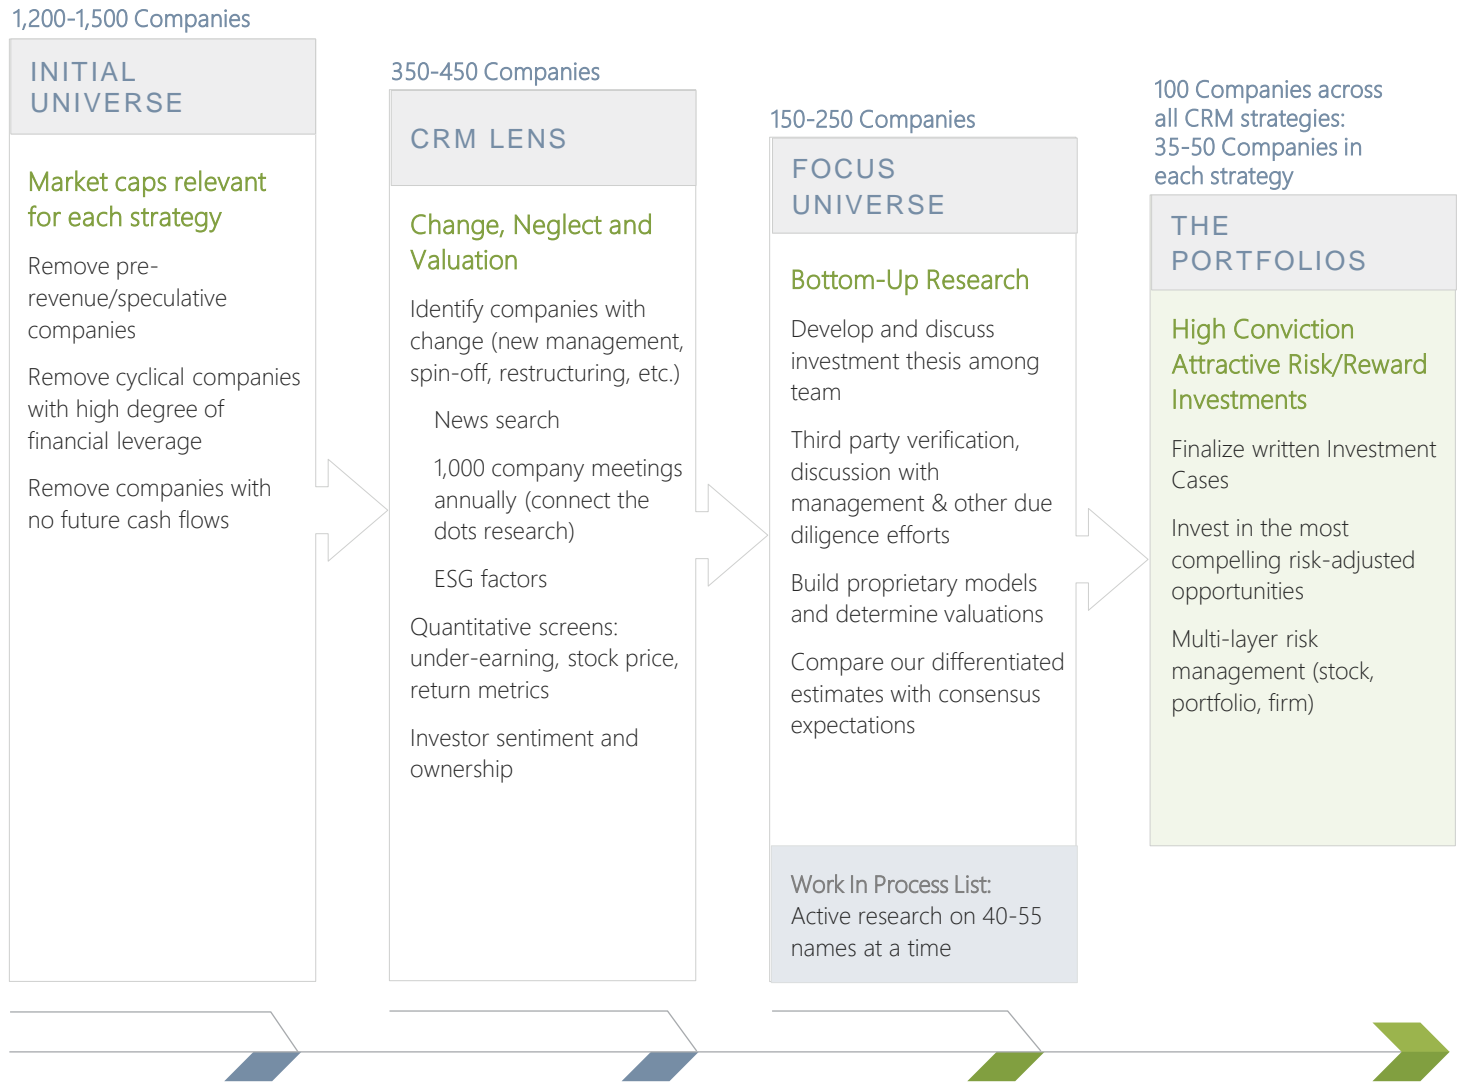 1,200-1,500 Companies
INITIAL
UNIVERSE
Market caps relevant
for each strategy
Remove pre-
revenue/speculative
companies
Remove cyclical companies
with high degree of
financial leverage
Remove companies with
no future cash flows
350-450 Companies
CRM LENS
Change, Neglect and
Valuation
Identify companies with
change (new management,
spin-off, restructuring, etc.)
News search
1,000 company meetings
annually (connect the
dots research)
ESG factors
Quantitative screens:
under-earning, stock price,
return metrics
Investor sentiment and
ownership
150-250 Companies
FOCUS
UNIVERSE
Bottom-Up Research
Develop and discuss
investment thesis among
team
Third party verification,
discussion with
management & other due
diligence efforts
Build proprietary models
and determine valuations
Compare our differentiated
estimates with consensus
expectations
Work In Process List:
Active research on 40-55
names at a time
100 Companies across
all CRM strategies:
35-50 Companies in
each strategy
THE
PORTFOLIOS
High Conviction
Attractive Risk/Reward
Investments
Finalize written Investment
Cases
Invest in the most
compelling risk-adjusted
opportunities
Multi-layer risk
management (stock,
portfolio, firm)